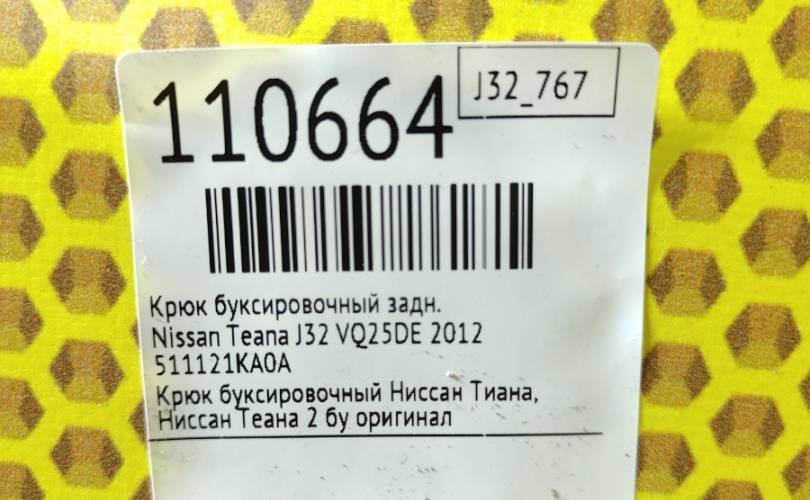 110664
J32_767
Крюк буксировочный задн.
Nissan Teana J32 VQ25DE 2012
511121KA0A
Крюк буксировочный Ниссан Тиана,
Ниссан Теана 2 бу оригинал